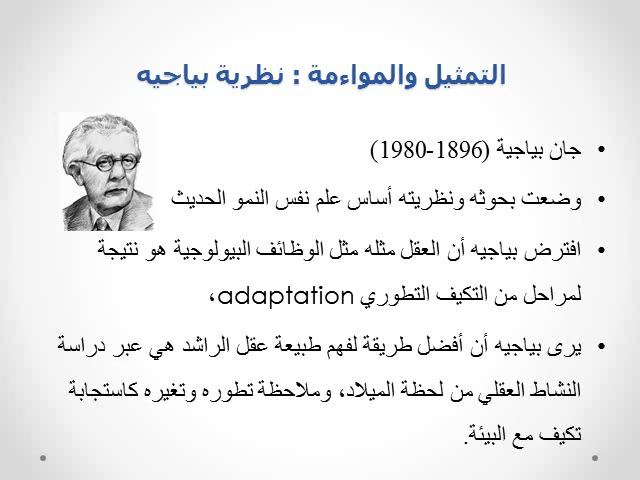 التمثيل والمواءمة : نظرية بياجيه
• جان بياجية (1896-1980)
• وضعت بحوثه ونظريته أساس علم نفس النمو الحديث
• افترض بياجيه أن العقل مثله مثل الوظائف البيولوجية هو نتيجة
لمراحل من التكيف التطوري adaptation،
• يرى بياجيه أن أفضل طريقة لفهم طبيعة عقل الراشد هي عبر دراسة
النشاط العقلي من لحظة الميلاد، وملاحظة تطوره وتغيره كاستجابة
تكيف مع البيئة.